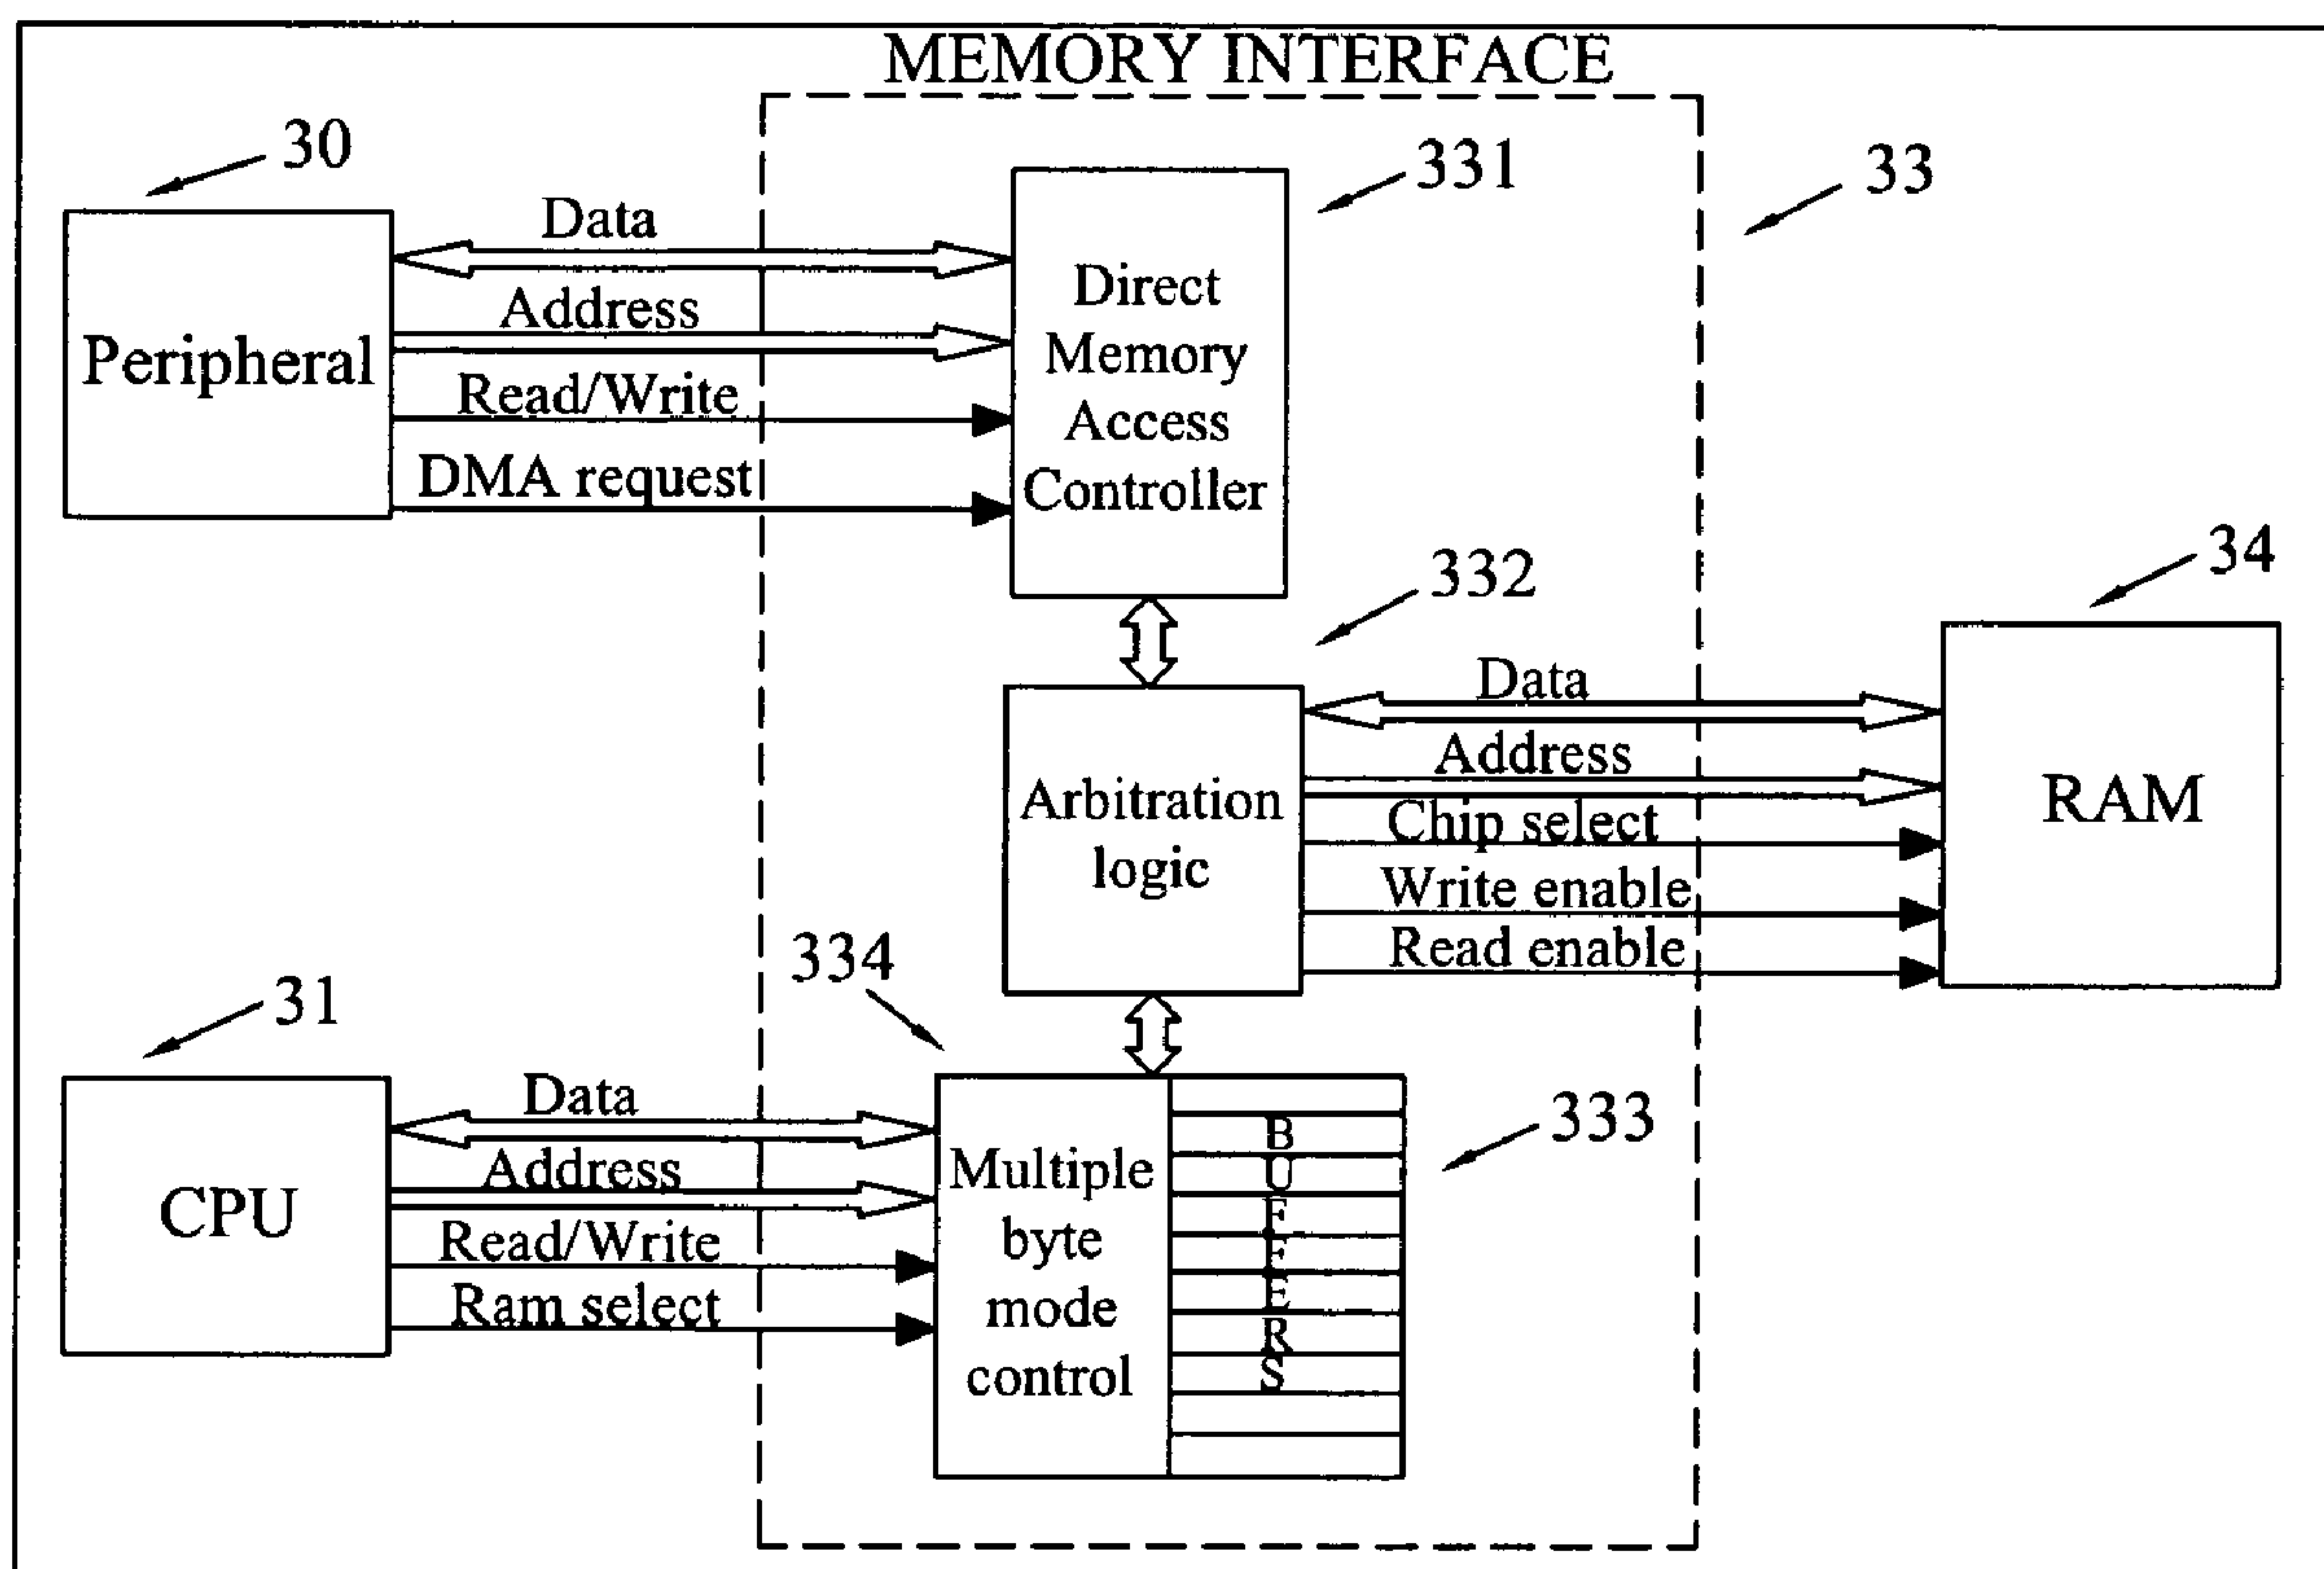 MEMORY INTERFACE
30
331
33
Data
Address
Read/Write
DMA request
Peripheral
Direct
Memory
Access
Controller
332
34
Data
Address
Chip select
Write enable
Read enable
Arbitration
logic
RAM
334
31
333
Data
Address
Read/Write
Ram select
CPU
Multiple
byte
mode
control
B
U
F
F
E
R
S